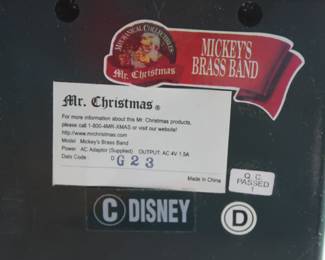 MECHANICAL COLLECTIBLES
Mr. Christmas
MICKEY'S
BRASS BAND
Mr. Christmas®
For more information about this Mr. Christmas products,
please call 1-800-4MR-XMAS or visit our website!
http://www.mrchristmas.com
Model : Mickey's Brass Band
Power : AC Adaptor (Supplied) OUTPUT: AC 4V 1.5A
Date Code : 0G23
Made in China
Q. C.
PASSED
1
© DISNEY
D